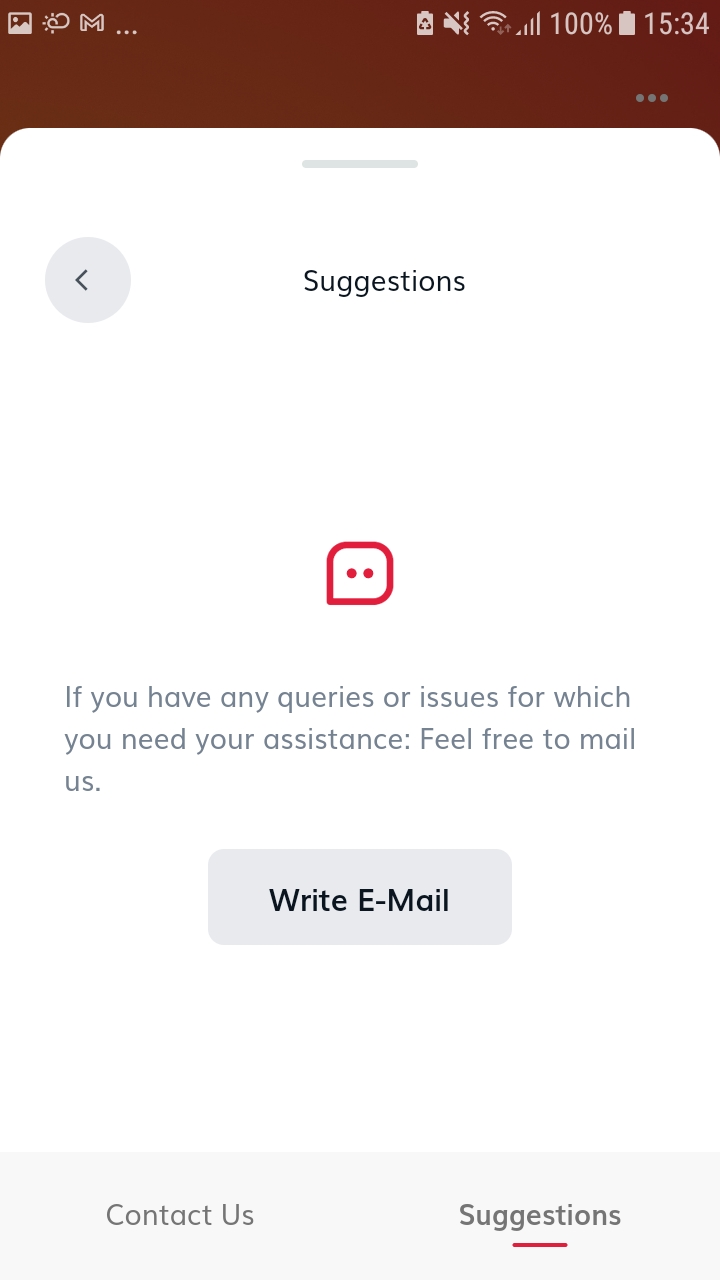 ... 100% 15:34
Suggestions
If you have any queries or issues for which
you need your assistance: Feel free to mail
us.
Write E-Mail
Contact Us Suggestions